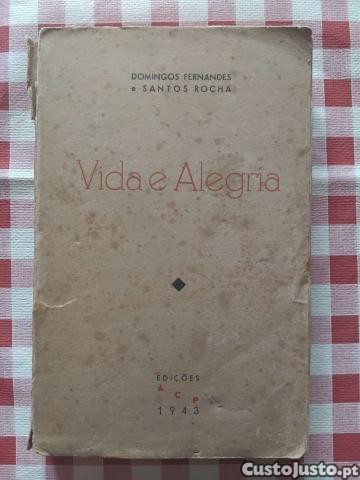 DOMINGOS FERNANDES
e SANTOS ROCHA
Vida e Alegria
EDIÇÕES
A C P
1943
CustoJusto.pt